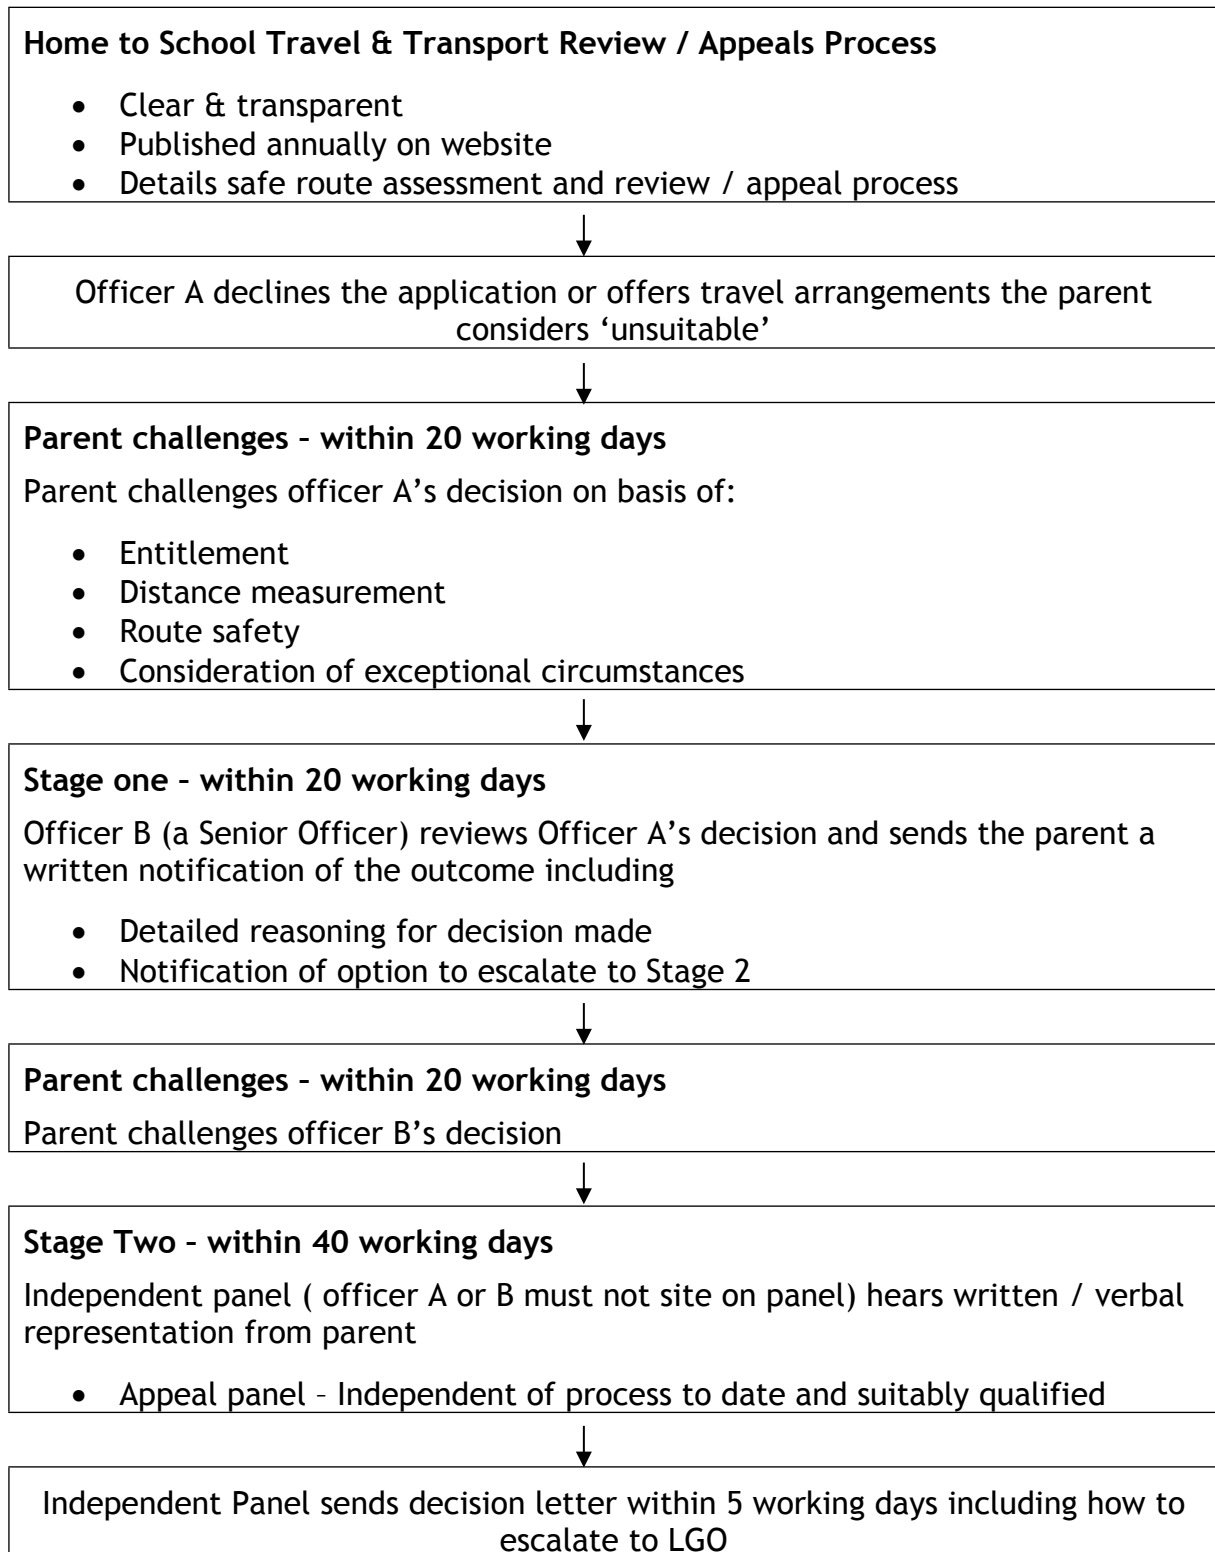 Home to School Travel & Transport Review / Appeals Process
• Clear & transparent
• Published annually on website
• Details safe route assessment and review / appeal process
Officer A declines the application or offers travel arrangements the parent
considers ‘unsuitable’
Parent challenges – within 20 working days
Parent challenges officer A’s decision on basis of:
• Entitlement
• Distance measurement
• Route safety
• Consideration of exceptional circumstances
Stage one – within 20 working days
Officer B (a Senior Officer) reviews Officer A’s decision and sends the parent a
written notification of the outcome including
• Detailed reasoning for decision made
• Notification of option to escalate to Stage 2
Parent challenges – within 20 working days
Parent challenges officer B’s decision
Stage Two – within 40 working days
Independent panel ( officer A or B must not site on panel) hears written / verbal
representation from parent
• Appeal panel – Independent of process to date and suitably qualified
Independent Panel sends decision letter within 5 working days including how to
escalate to LGO